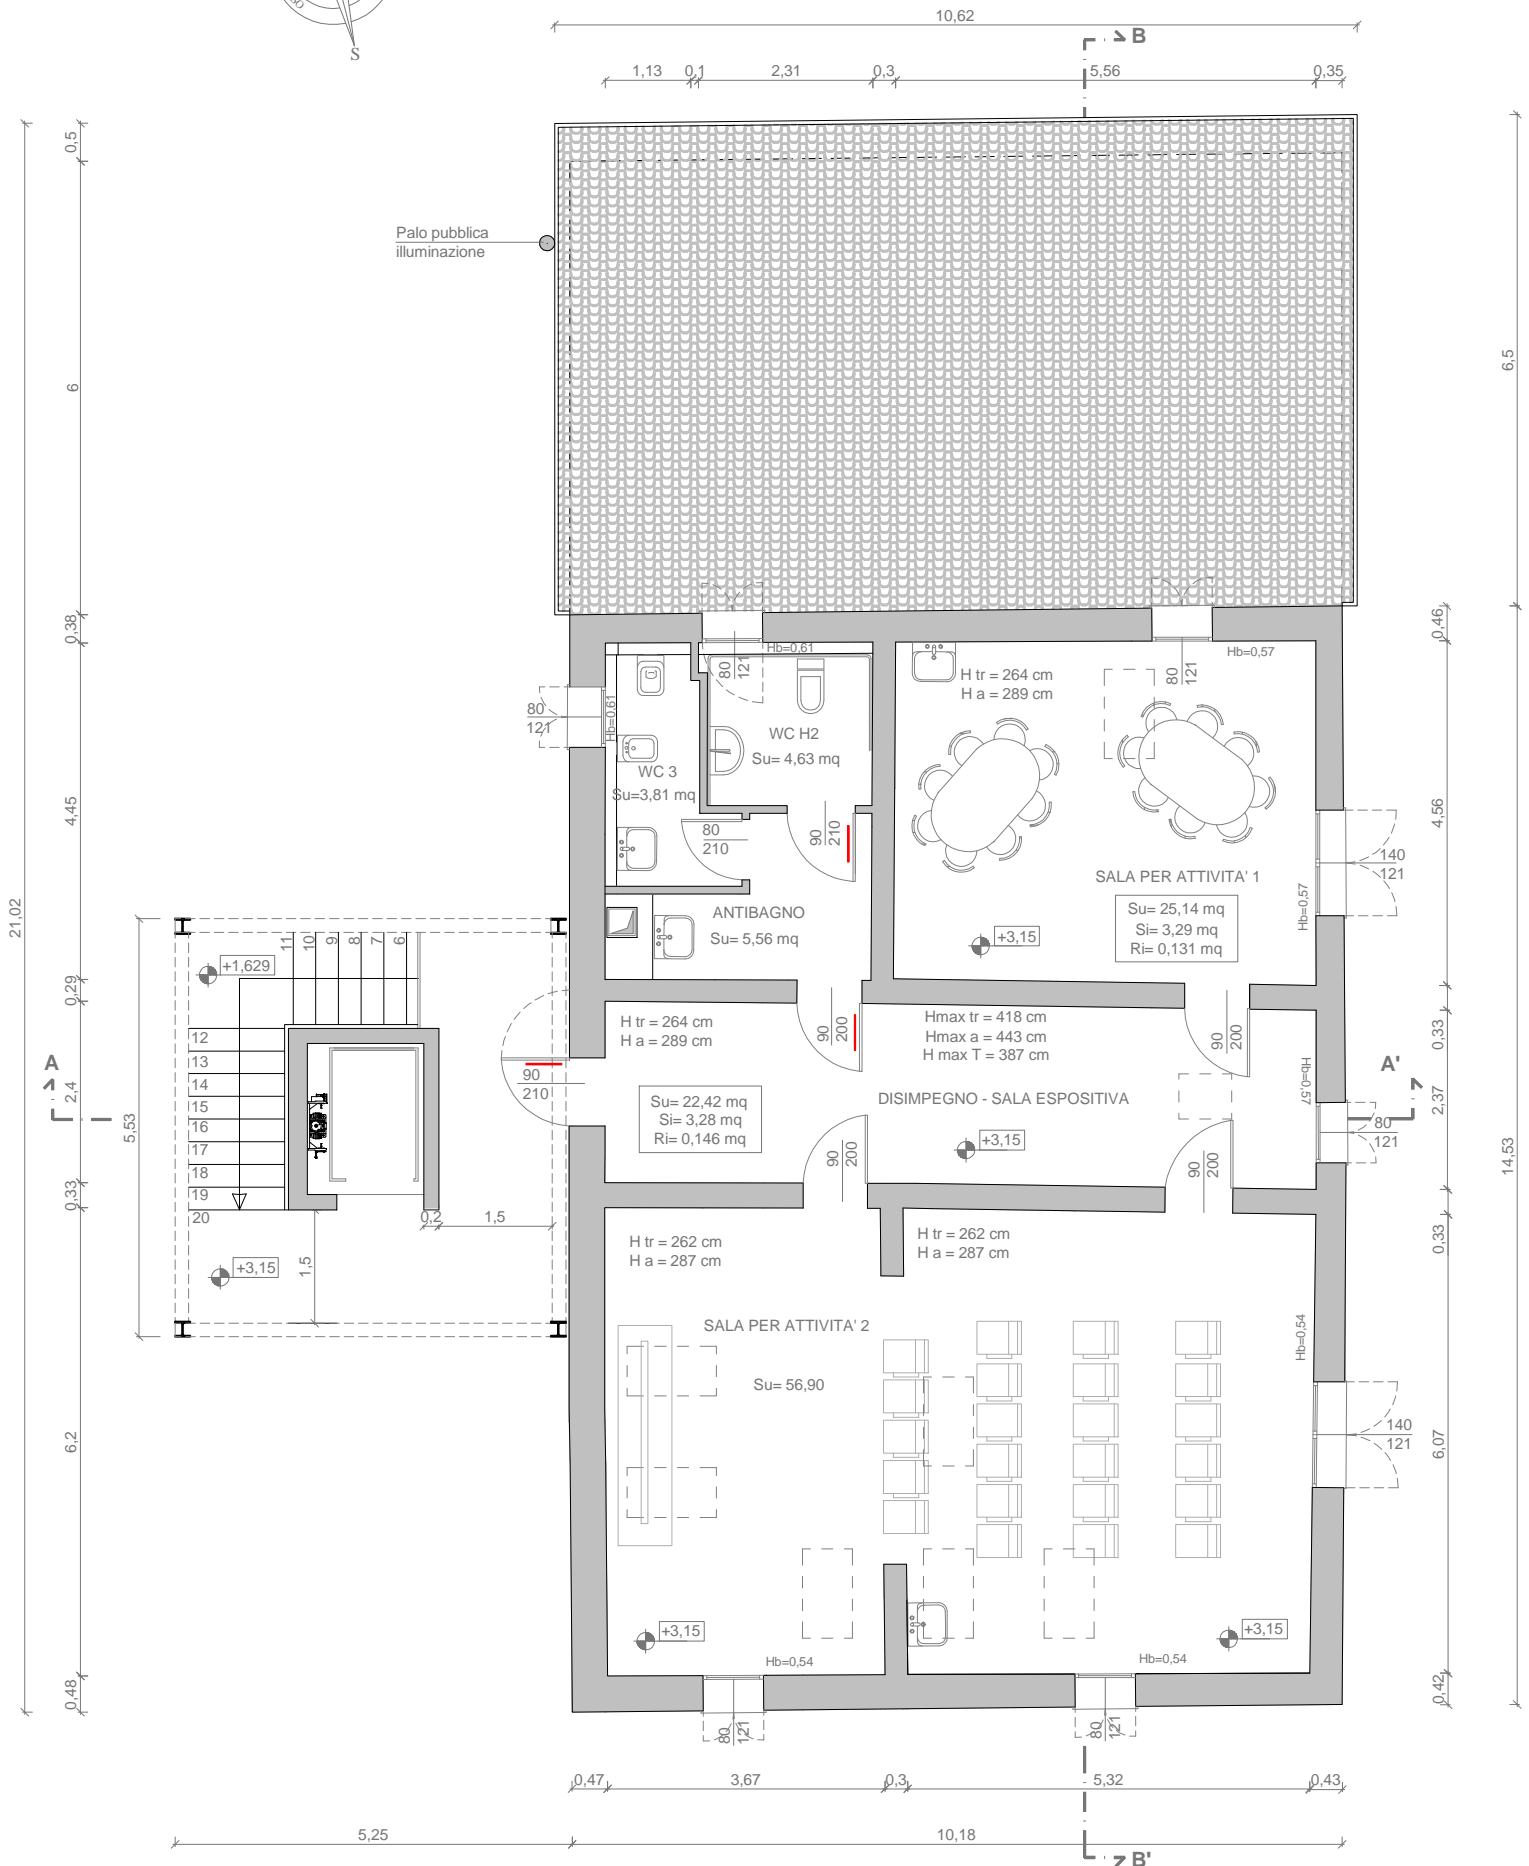 SO
S
10,62
B
1,13
0,1
2,31
0,3
5,56
0,35
0,5
6
0,38
4,45
0,29
2,4
0,33
6,2
0,48
21,02
6,5
14,53
0,46
4,56
0,33
2,37
0,33
6,07
0,42
Palo pubblica
illuminazione
80
121
Hb=0,61
80
121
Hb=0,61
80
121
Hb=0,57
H tr = 264 cm
H a = 289 cm
WC H2
Su= 4,63 mq
WC 3
Su=3,81 mq
80
210
90
210
140
121
Hb=0,57
SALA PER ATTIVITA' 1
Su= 25,14 mq
Si= 3,29 mq
Ri= 0,131 mq
+3,15
ANTIBAGNO
Su= 5,56 mq
+1,629
11
10
9
8
7
6
12
13
14
15
16
17
18
19
20
5,53
A
A'
H tr = 264 cm
H a = 289 cm
90
200
Hmax tr = 418 cm
Hmax a = 443 cm
H max T = 387 cm
90
200
90
210
Su= 22,42 mq
Si= 3,28 mq
Ri= 0,146 mq
DISIMPEGNO - SALA ESPOSITIVA
+3,15
Hb=0,57
80
121
90
200
90
200
0,2
1,5
1,5
+3,15
H tr = 262 cm
H a = 287 cm
H tr = 262 cm
H a = 287 cm
SALA PER ATTIVITA' 2
Su= 56,90
Hb=0,54
140
121
+3,15
+3,15
Hb=0,54
Hb=0,54
80
121
80
121
0,47
3,67
0,3
5,32
0,43
5,25
10,18
B'